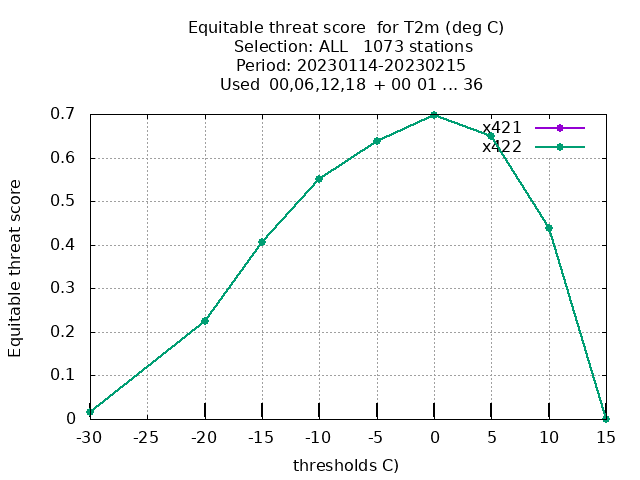 Equitable threat score  for T2m (deg C)
Selection: ALL   1073 stations
Period: 20230114-20230215
Used  00,06,12,18  + 00 01 ... 36
x421
x422
0.7
0.6
0.5
0.4
0.3
0.2
0.1
0
Equitable threat score
-30 -25 -20 -15 -10 -5 0 5 10 15
thresholds C)